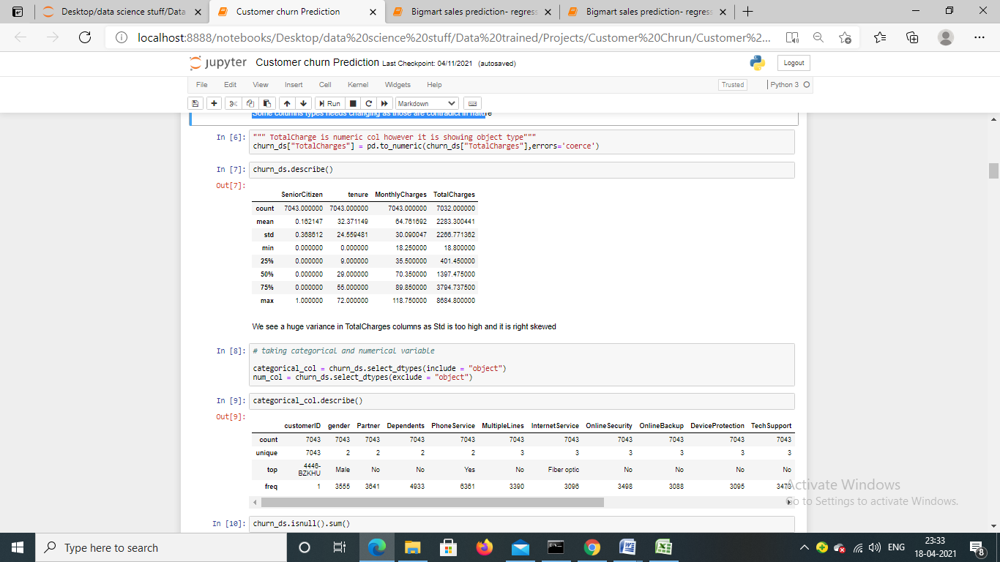 Desktop/data science stuff/Data
Customer churn Prediction
Bigmart sales prediction- regress
Bigmart sales prediction- regress
localhost:8888/notebooks/Desktop/data%20science%20stuff/Data%20trained/Projects/Customer%20Chrun/Customer%2...
jupyter Customer churn Prediction Last Checkpoint: 04/11/2021 (autosaved)
Logout
File Edit View Insert Cell Kernel Widgets Help
Trusted
Python 3
Run
Markdown
Some columns types needs changing as those are contradict in nature
In [6]: """ TotalCharge is numeric col however it is showing object type"""
churn_ds["TotalCharges"] = pd.to_numeric(churn_ds["TotalCharges"],errors='coerce')
In [7]: churn_ds.describe()
Out[7]:
SeniorCitizen tenure MonthlyCharges TotalCharges
count 7043.000000 7043.000000 7043.000000 7032.000000
mean 0.162147 32.371149 64.761692 2283.300441
std 0.368612 24.559481 30.090047 2266.771362
min 0.000000 0.000000 18.250000 18.800000
25% 0.000000 9.000000 35.500000 401.450000
50% 0.000000 29.000000 70.350000 1397.475000
75% 0.000000 55.000000 89.850000 3794.737500
max 1.000000 72.000000 118.750000 8684.800000
We see a huge variance in TotalCharges columns as Std is too high and it is right skewed
In [8]: # taking categorical and numerical variable
categorical_col = churn_ds.select_dtypes(include = "object")
num_col = churn_ds.select_dtypes(exclude = "object")
In [9]: categorical_col.describe()
Out[9]:
customerID gender Partner Dependents PhoneService MultipleLines InternetService OnlineSecurity OnlineBackup DeviceProtection TechSupport
count 7043 7043 7043 7043 7043 7043 7043 7043 7043 7043 7043
unique 7043 2 2 2 2 3 3 3 3 3 3
top 4446-BZKHU Male No No Yes No Fiber optic No No No No
freq 1 3555 3641 4933 6361 3390 3096 3498 3088 3095 3473
Activate Windows
Go to Settings to activate Windows.
In [10]: churn_ds.isnull().sum()
Type here to search
ENG
23:33
18-04-2021
8